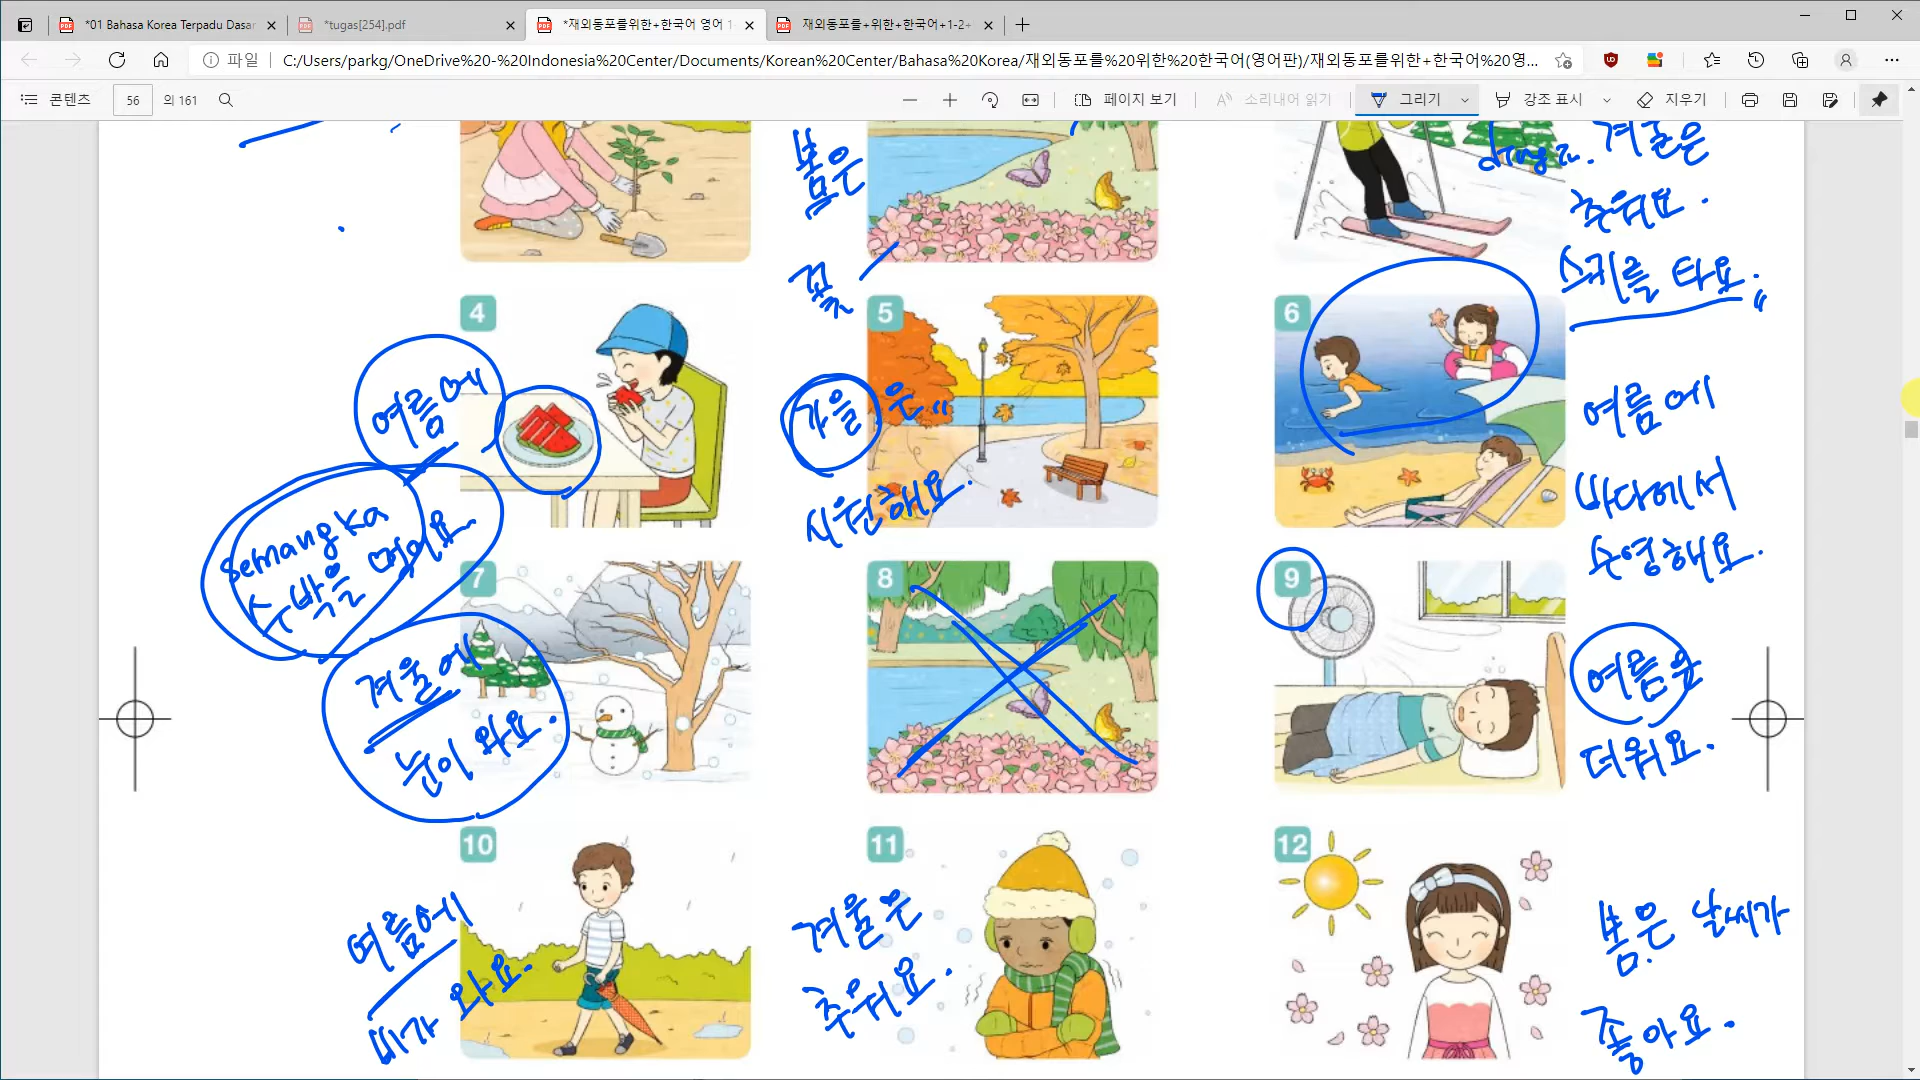 *01 Bahasa Korea Terpadu Dasar
*tugas[254].pdf
*재외동포를위한+한국어 영어 1
재외동포를+위한+한국어+1-2+
파일
C:/Users/parkg/OneDrive%20-%20Indonesia%20Center/Documents/Korean%20Center/Bahasa%20Korea/재외동포를%20위한%20한국어(영어판)/재외동포를위한+한국어%20영...
콘텐츠
56
의 161
페이지 보기
소리내어 읽기
그리기
강조 표시
지우기
봄은
꽃
dingin. 겨울은
추워요.
스키를 타요.
4
여름에
semangka
수박을 먹어요
5
가을은
시원해요.
6
여름에
바다에서
수영해요.
7
겨울에
눈이 와요.
8
9
여름은
더워요.
10
여름에
비가 와요.
11
겨울은
추워요.
12
봄은 날씨가
좋아요.